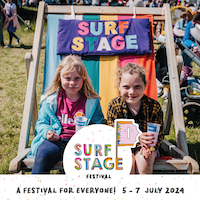 SURF
STAGE
SURF
STAGE
FESTIVAL
A FESTIVAL FOR EVERYONE! 5 – 7 JULY 2024